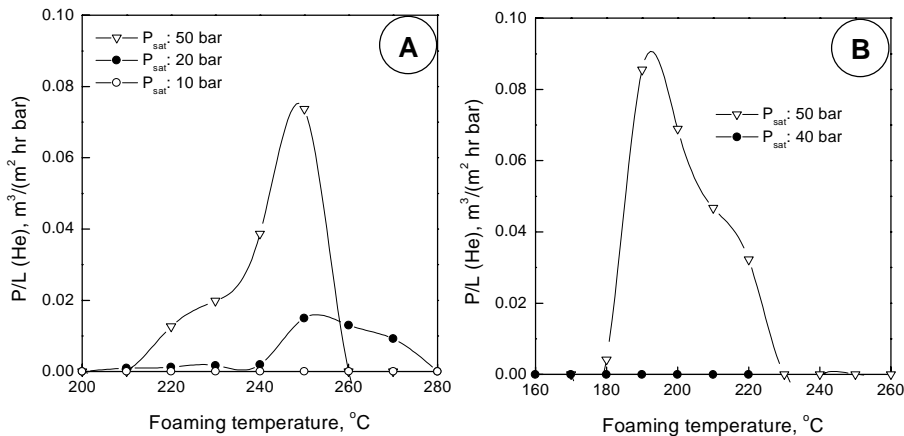 A
P_sat: 50 bar
P_sat: 20 bar
P_sat: 10 bar
P/L (He), m³/(m² hr bar)
0.10
0.08
0.06
0.04
0.02
0.00
200 220 240 260 280
Foaming temperature, °C
B
P_sat: 50 bar
P_sat: 40 bar
P/L (He), m³/(m² hr bar)
0.10
0.08
0.06
0.04
0.02
0.00
160 180 200 220 240 260
Foaming temperature, °C